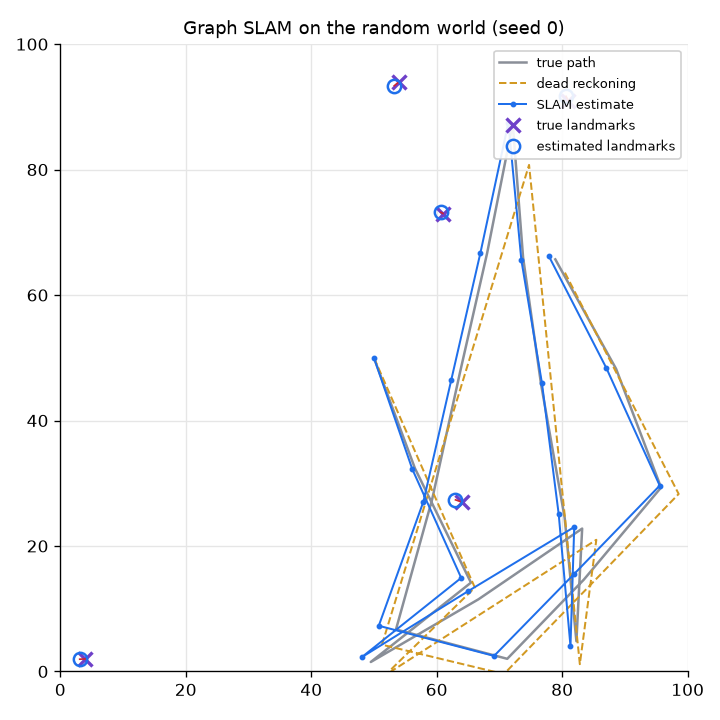 Graph SLAM on the random world (seed 0)
100
80
60
40
20
0
true path
dead reckoning
SLAM estimate
true landmarks
estimated landmarks
0 20 40 60 80 100